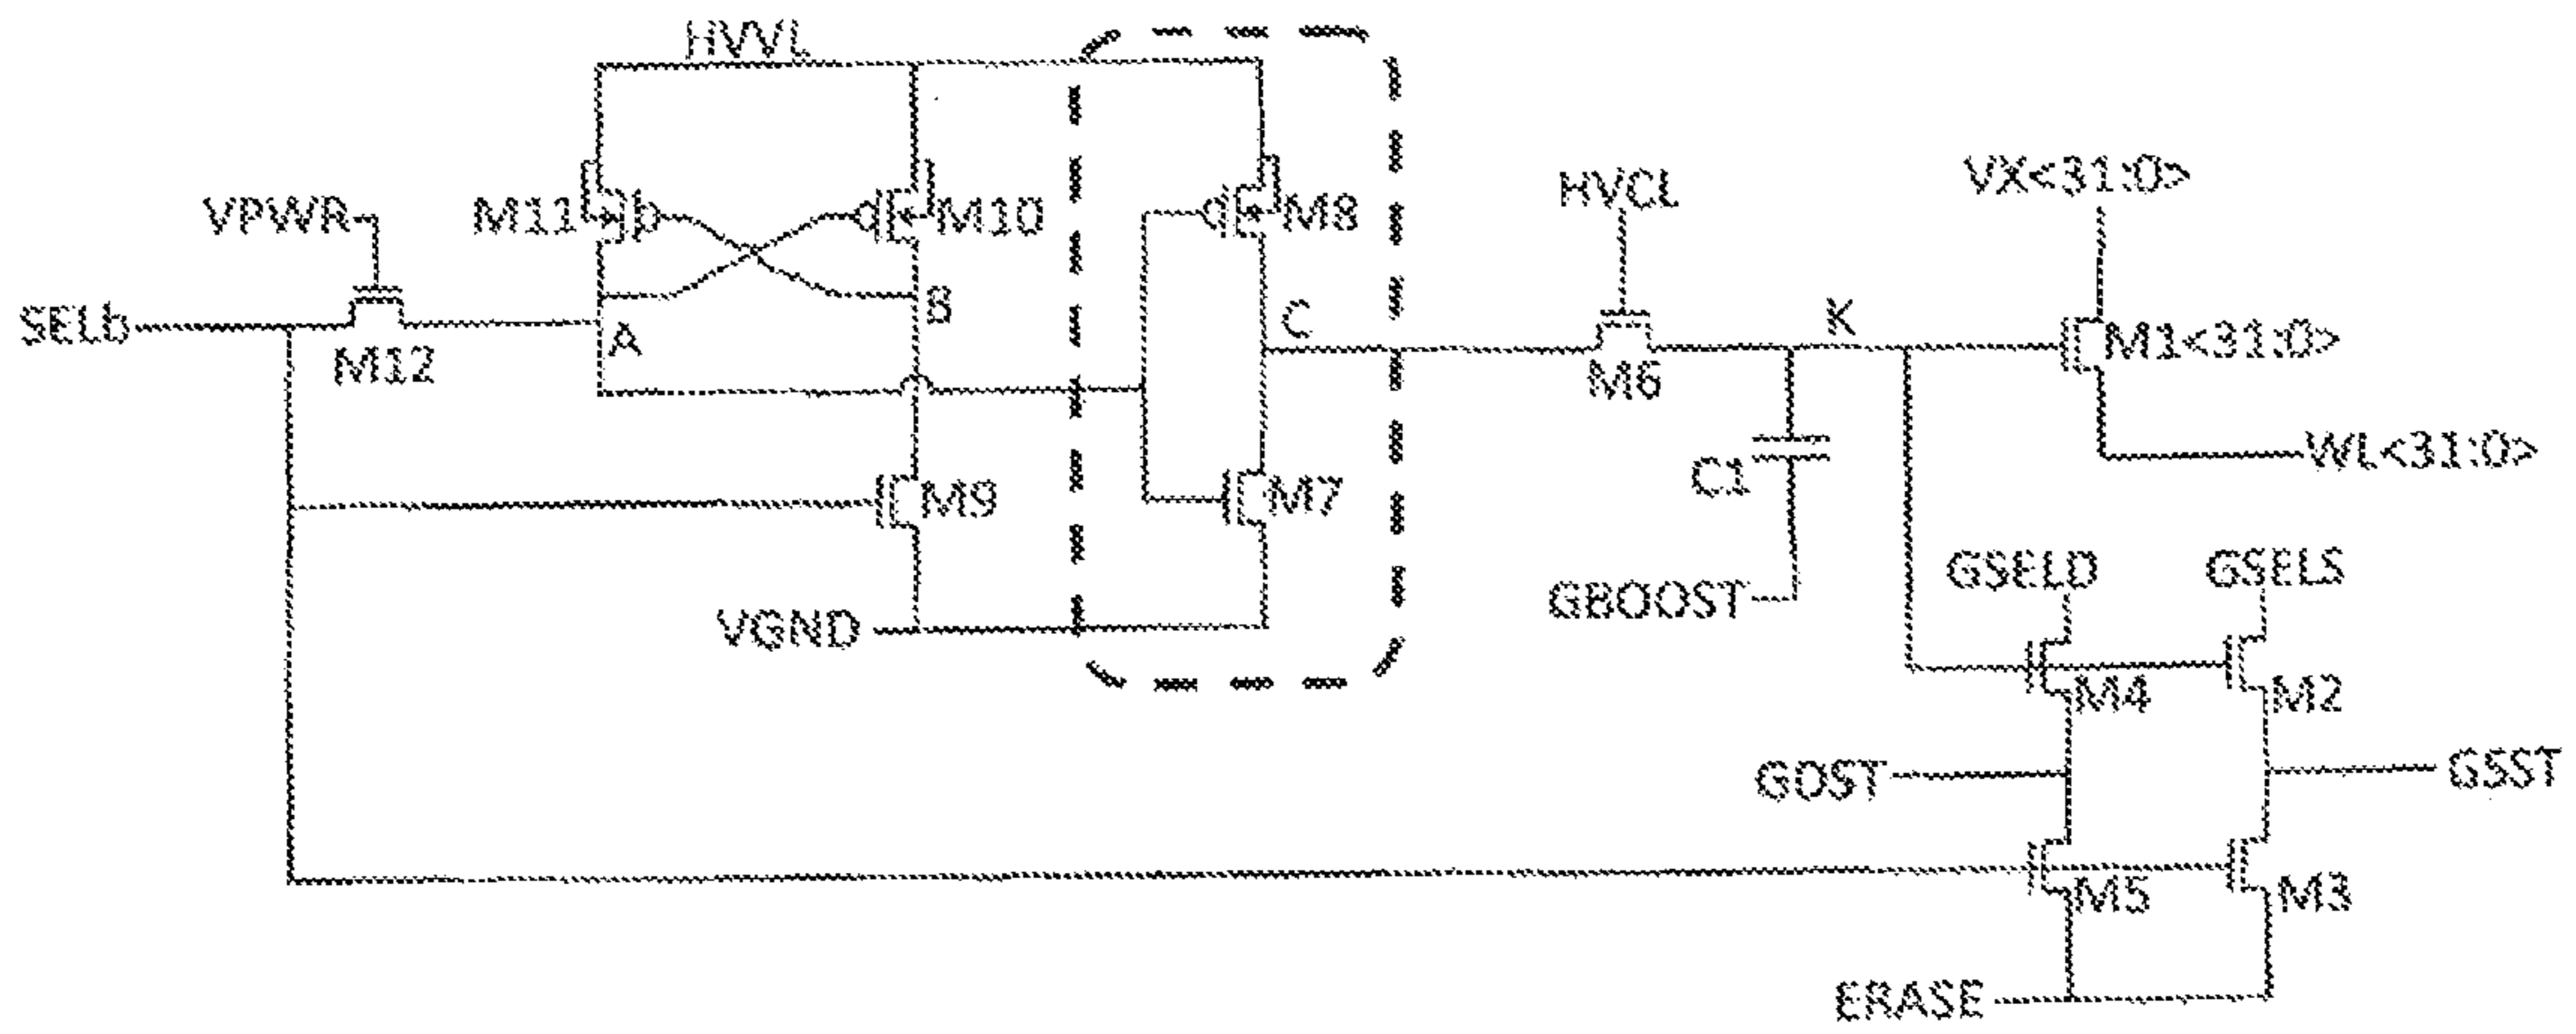 HVVL
VPWR
M11
M10
M8
HVCL
VX<31:0>
SELb
M12
A
B
C
M6
K
M1<31:0>
C1
WL<31:0>
M9
M7
VGND
GBOOST
GSELD
GSELS
M4
M2
GOST
GSST
M5
M3
ERASE